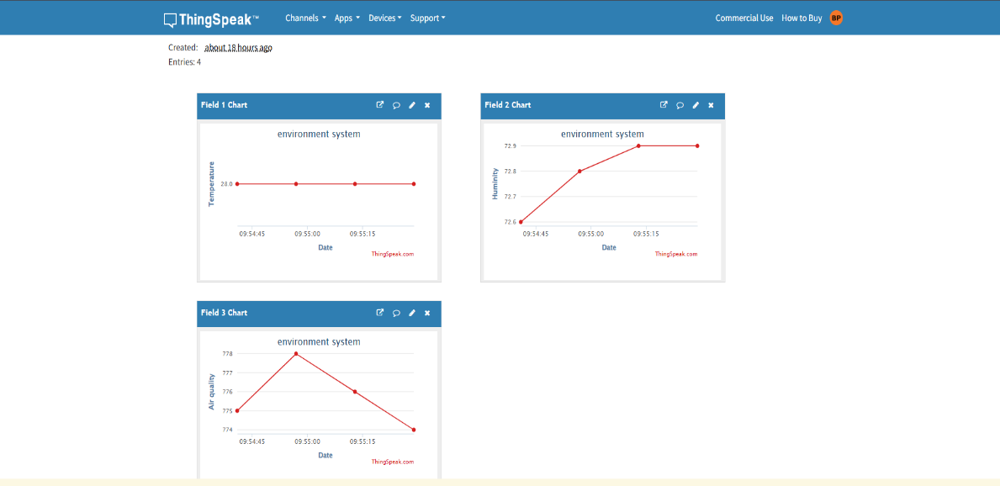 ThingSpeak™ Channels Apps Devices Support Commercial Use How to Buy BP
Created: about 18 hours ago
Entries: 4
Field 1 Chart
environment system
Temperature
28.0
09:54:45 09:55:00 09:55:15
Date
ThingSpeak.com
Field 2 Chart
environment system
Huminity
72.9
72.8
72.7
72.6
09:54:45 09:55:00 09:55:15
Date
ThingSpeak.com
Field 3 Chart
environment system
Air quality
778
777
776
775
774
09:54:45 09:55:00 09:55:15
Date
ThingSpeak.com